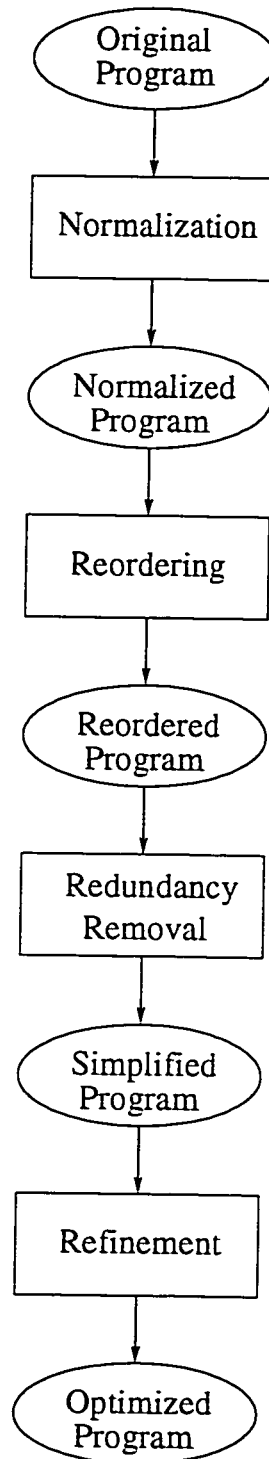 Original
Program
Normalization
Normalized
Program
Reordering
Reordered
Program
Redundancy
Removal
Simplified
Program
Refinement
Optimized
Program